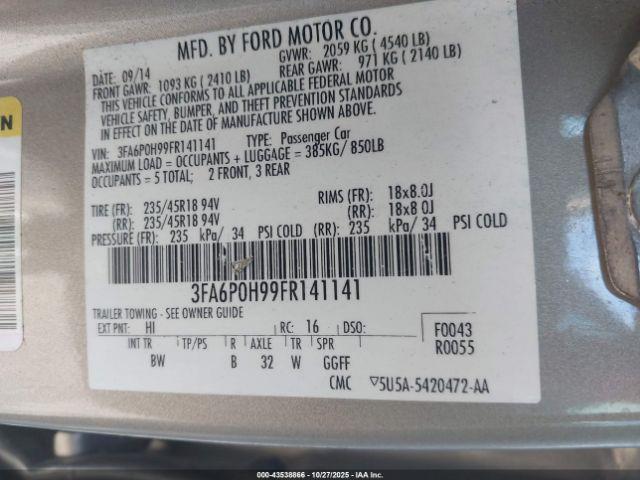 MFD. BY FORD MOTOR CO.
DATE: 09/14 GVWR: 2059 KG ( 4540 LB)
FRONT GAWR: 1093 KG ( 2410 LB) REAR GAWR: 971 KG ( 2140 LB)
THIS VEHICLE CONFORMS TO ALL APPLICABLE FEDERAL MOTOR
VEHICLE SAFETY, BUMPER, AND THEFT PREVENTION STANDARDS
IN EFFECT ON THE DATE OF MANUFACTURE SHOWN ABOVE.
VIN: 3FA6P0H99FR141141 TYPE: Passenger Car
MAXIMUM LOAD = OCCUPANTS + LUGGAGE = 385KG/ 850LB
OCCUPANTS = 5 TOTAL; 2 FRONT, 3 REAR
TIRE (FR): 235/45R18 94V RIMS (FR): 18x8.0J
(RR): 235/45R18 94V (RR): 18x8.0J
PRESSURE (FR): 235 kPa/ 34 PSI COLD (RR): 235 kPa/ 34 PSI COLD
3FA6P0H99FR141141
TRAILER TOWING - SEE OWNER GUIDE
EXT PNT: HI RC: 16 DSO: F0043
INT TR TP/PS R AXLE TR SPR R0055
BW B 32 W GGFF
CMC ▽5U5A-5420472-AA
000-43538866 - 10/27/2025 - IAAI.COM